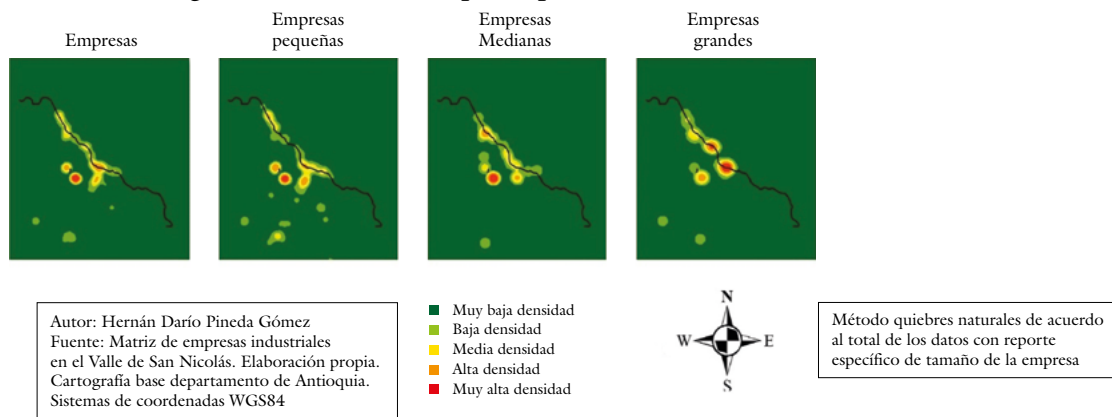 Empresas
Empresas
pequeñas
Empresas
Medianas
Empresas
grandes
Autor: Hernán Darío Pineda Gómez
Fuente: Matriz de empresas industriales
en el Valle de San Nicolás. Elaboración propia.
Cartografía base departamento de Antioquia.
Sistemas de coordenadas WGS84
Muy baja densidad
Baja densidad
Media densidad
Alta densidad
Muy alta densidad
N
W E
S
Método quiebres naturales de acuerdo
al total de los datos con reporte
específico de tamaño de la empresa